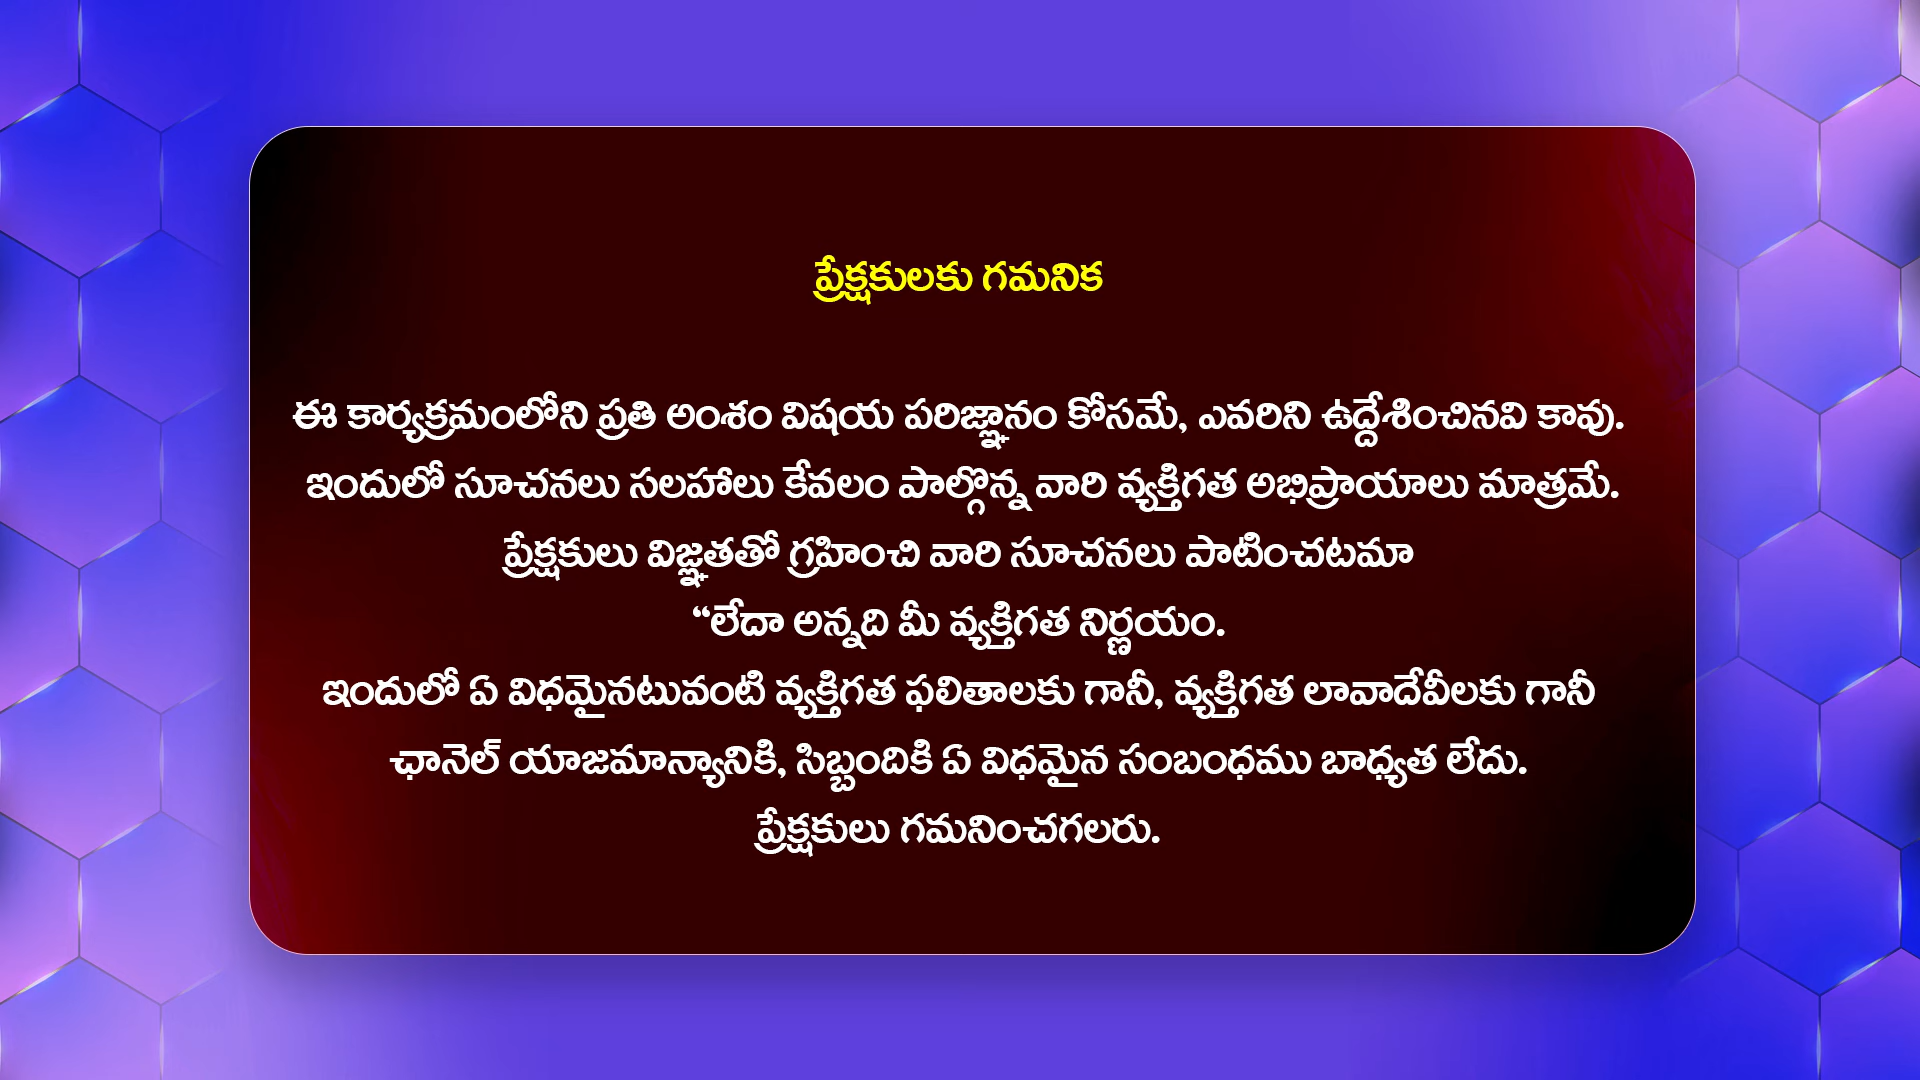 ప్రేక్షకులకు గమనిక
ఈ కార్యక్రమంలోని ప్రతి అంశం విషయ పరిజ్ఞానం కోసమే, ఎవరిని ఉద్దేశించినవి కావు.
ఇందులో సూచనలు సలహాలు కేవలం పాల్గొన్న వారి వ్యక్తిగత అభిప్రాయాలు మాత్రమే.
ప్రేక్షకులు విజ్ఞతతో గ్రహించి వారి సూచనలు పాటించటమా
“లేదా అన్నది మీ వ్యక్తిగత నిర్ణయం.
ఇందులో ఏ విధమైనటువంటి వ్యక్తిగత ఫలితాలకు గానీ, వ్యక్తిగత లావాదేవీలకు గానీ
ఛానెల్ యాజమాన్యానికి, సిబ్బందికి ఏ విధమైన సంబంధము బాధ్యత లేదు.
ప్రేక్షకులు గమనించగలరు.